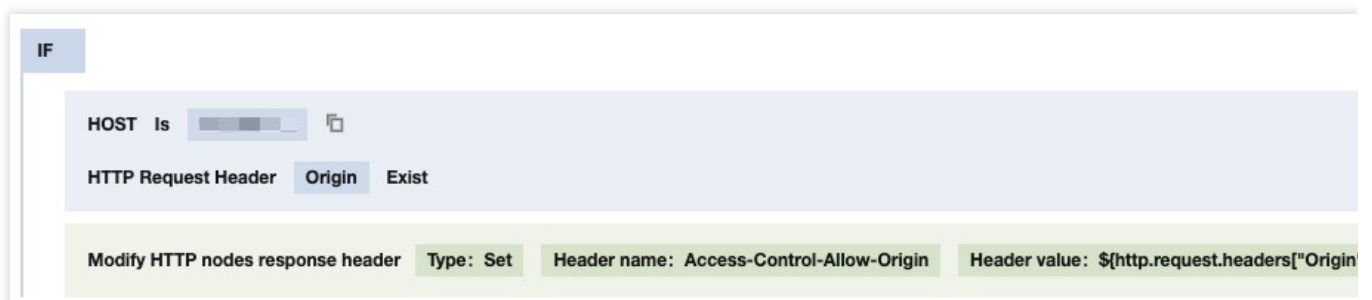 IF
HOST Is
HTTP Request Header Origin Exist
Modify HTTP nodes response header Type: Set Header name: Access-Control-Allow-Origin Header value: ${http.request.headers["Origin"